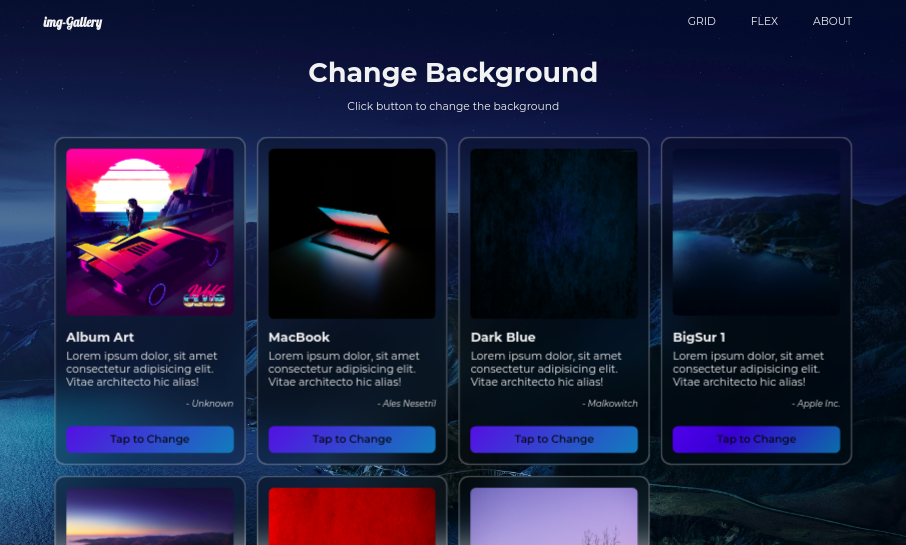 img-Gallery
GRID
FLEX
ABOUT
Change Background
Click button to change the background
Album Art
Lorem ipsum dolor, sit amet
consectetur adipisicing elit.
Vitae architecto hic alias!
- Unknown
Tap to Change
MacBook
Lorem ipsum dolor, sit amet
consectetur adipisicing elit.
Vitae architecto hic alias!
- Ales Nesetril
Tap to Change
Dark Blue
Lorem ipsum dolor, sit amet
consectetur adipisicing elit.
Vitae architecto hic alias!
- Malkowitch
Tap to Change
BigSur 1
Lorem ipsum dolor, sit amet
consectetur adipisicing elit.
Vitae architecto hic alias!
- Apple Inc.
Tap to Change